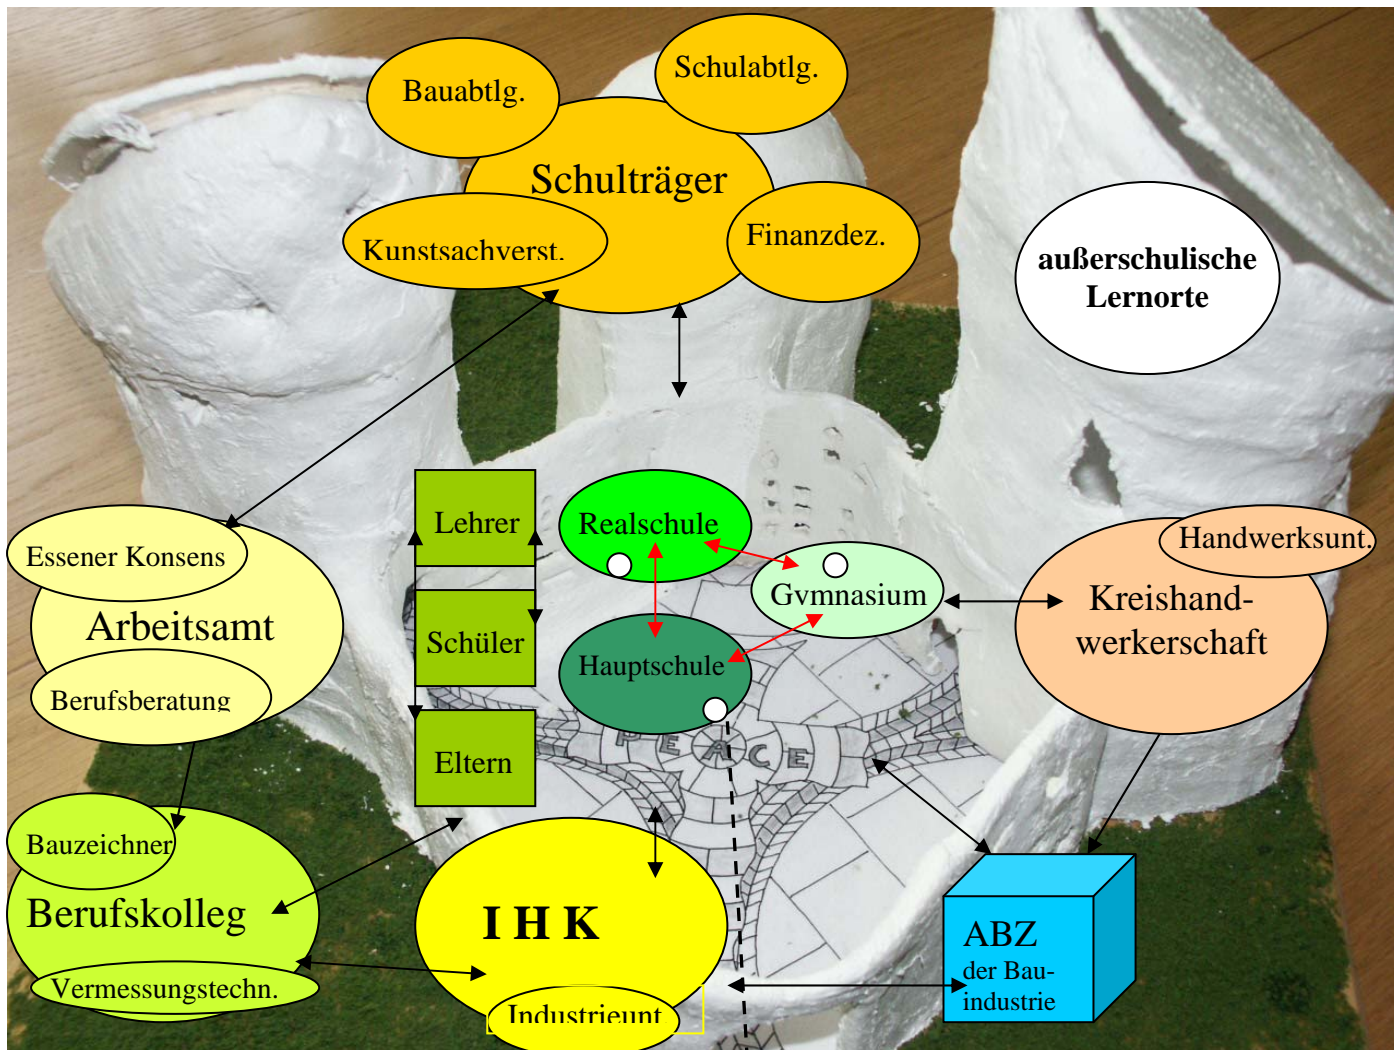 Schulabtlg.
Bauabtlg.
Schulträger
Kunstsachverst.
Finanzdez.
außerschulische
Lernorte
Lehrer
Realschule
Handwerksunt.
Essener Konsens
Gymnasium
Kreishand-
werkerschaft
Arbeitsamt
Schüler
Hauptschule
Berufsberatung
PEACE
Eltern
Bauzeichner
Berufskolleg
I H K
ABZ
der Bau-
industrie
Vermessungstechn.
Industrieunt